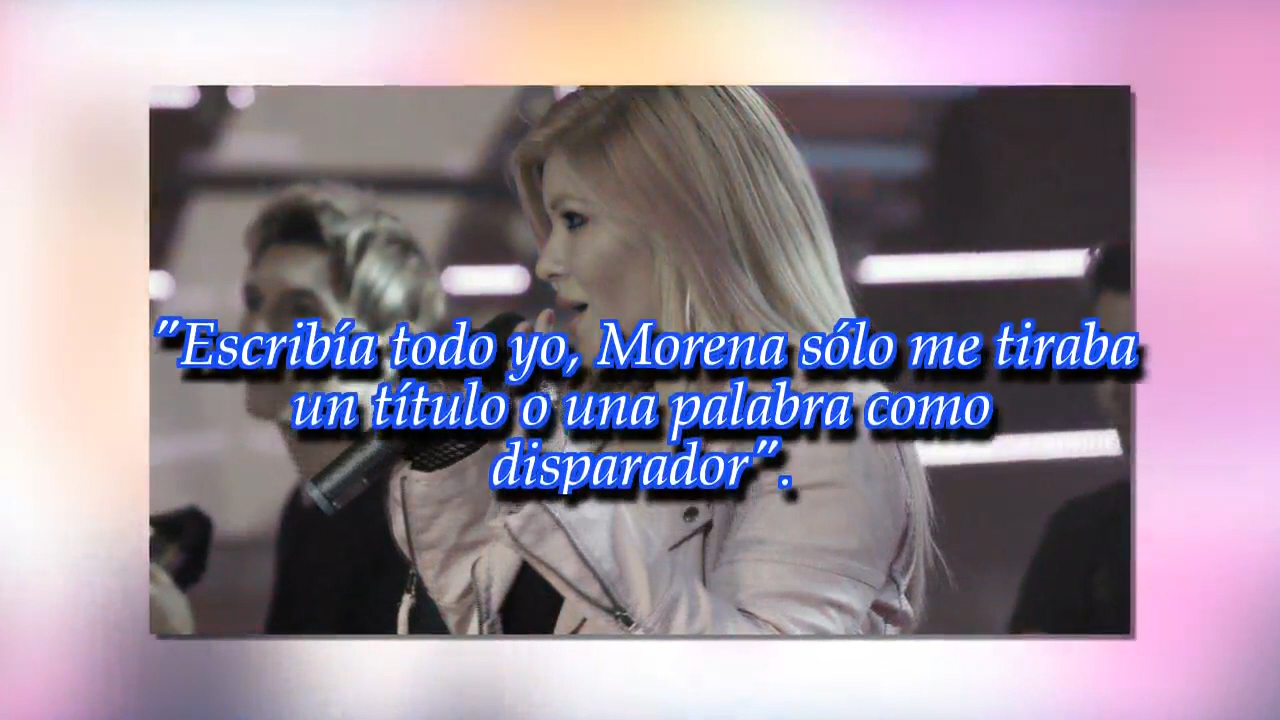 "Escribía todo yo, Morena sólo me tiraba
un título o una palabra como
disparador".